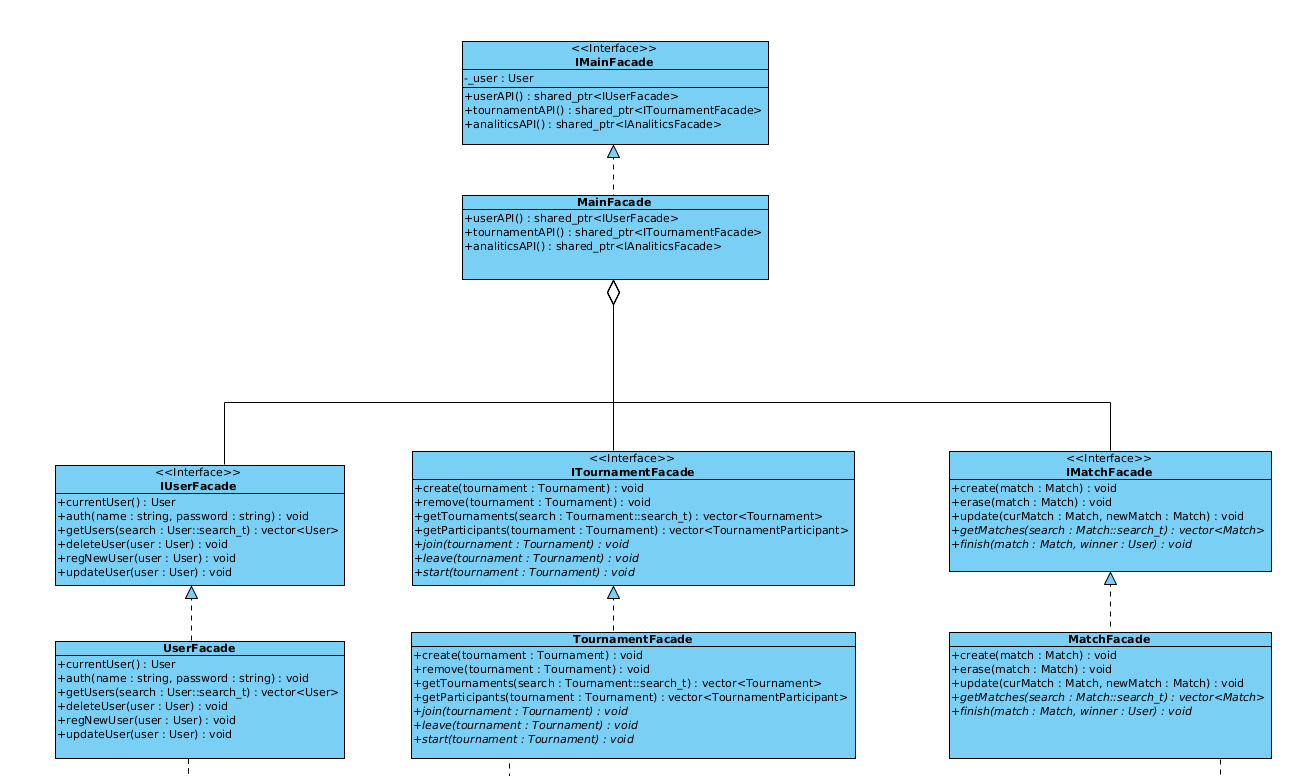 <<Interface>>
IMainFacade
-_user : User
+userAPI() : shared_ptr<IUserFacade>
+tournamentAPI() : shared_ptr<ITournamentFacade>
+analiticsAPI() : shared_ptr<IAnaliticsFacade>
MainFacade
+userAPI() : shared_ptr<IUserFacade>
+tournamentAPI() : shared_ptr<ITournamentFacade>
+analiticsAPI() : shared_ptr<IAnaliticsFacade>
<<Interface>>
IUserFacade
+currentUser() : User
+auth(name : string, password : string) : void
+getUsers(search : User::search_t) : vector<User>
+deleteUser(user : User) : void
+regNewUser(user : User) : void
+updateUser(user : User) : void
<<Interface>>
ITournamentFacade
+create(tournament : Tournament) : void
+remove(tournament : Tournament) : void
+getTournaments(search : Tournament::search_t) : vector<Tournament>
+getParticipants(tournament : Tournament) : vector<TournamentParticipant>
+join(tournament : Tournament) : void
+leave(tournament : Tournament) : void
+start(tournament : Tournament) : void
<<Interface>>
IMatchFacade
+create(match : Match) : void
+erase(match : Match) : void
+update(curMatch : Match, newMatch : Match) : void
+getMatches(search : Match::search_t) : vector<Match>
+finish(match : Match, winner : User) : void
UserFacade
+currentUser() : User
+auth(name : string, password : string) : void
+getUsers(search : User::search_t) : vector<User>
+deleteUser(user : User) : void
+regNewUser(user : User) : void
+updateUser(user : User) : void
TournamentFacade
+create(tournament : Tournament) : void
+remove(tournament : Tournament) : void
+getTournaments(search : Tournament::search_t) : vector<Tournament>
+getParticipants(tournament : Tournament) : vector<TournamentParticipant>
+join(tournament : Tournament) : void
+leave(tournament : Tournament) : void
+start(tournament : Tournament) : void
MatchFacade
+create(match : Match) : void
+erase(match : Match) : void
+update(curMatch : Match, newMatch : Match) : void
+getMatches(search : Match::search_t) : vector<Match>
+finish(match : Match, winner : User) : void